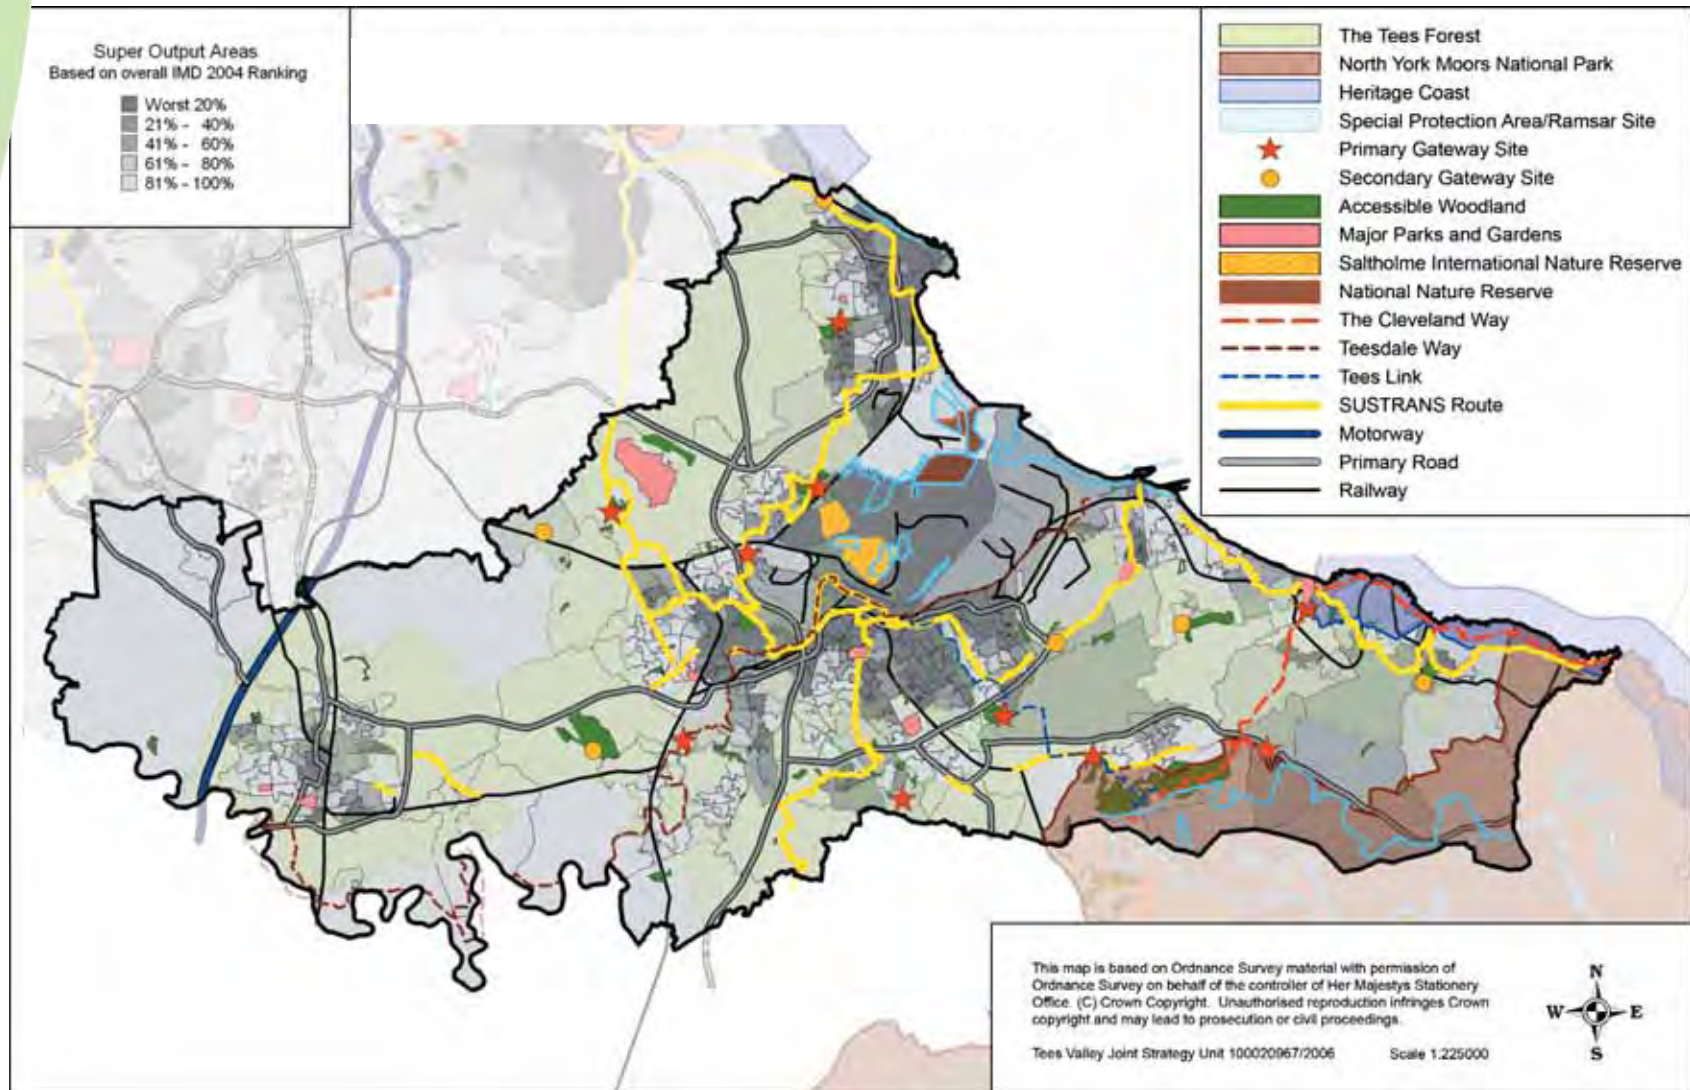 Super Output Areas
Based on overall IMD 2004 Ranking
Worst 20%
21% - 40%
41% - 60%
61% - 80%
81% - 100%
The Tees Forest
North York Moors National Park
Heritage Coast
Special Protection Area/Ramsar Site
Primary Gateway Site
Secondary Gateway Site
Accessible Woodland
Major Parks and Gardens
Saltholme International Nature Reserve
National Nature Reserve
The Cleveland Way
Teesdale Way
Tees Link
SUSTRANS Route
Motorway
Primary Road
Railway
This map is based on Ordnance Survey material with permission of
Ordnance Survey on behalf of the controller of Her Majestys Stationery
Office. (C) Crown Copyright. Unauthorised reproduction infringes Crown
copyright and may lead to prosecution or civil proceedings.
Tees Valley Joint Strategy Unit 100020967/2006 Scale 1:225000
N
W E
S